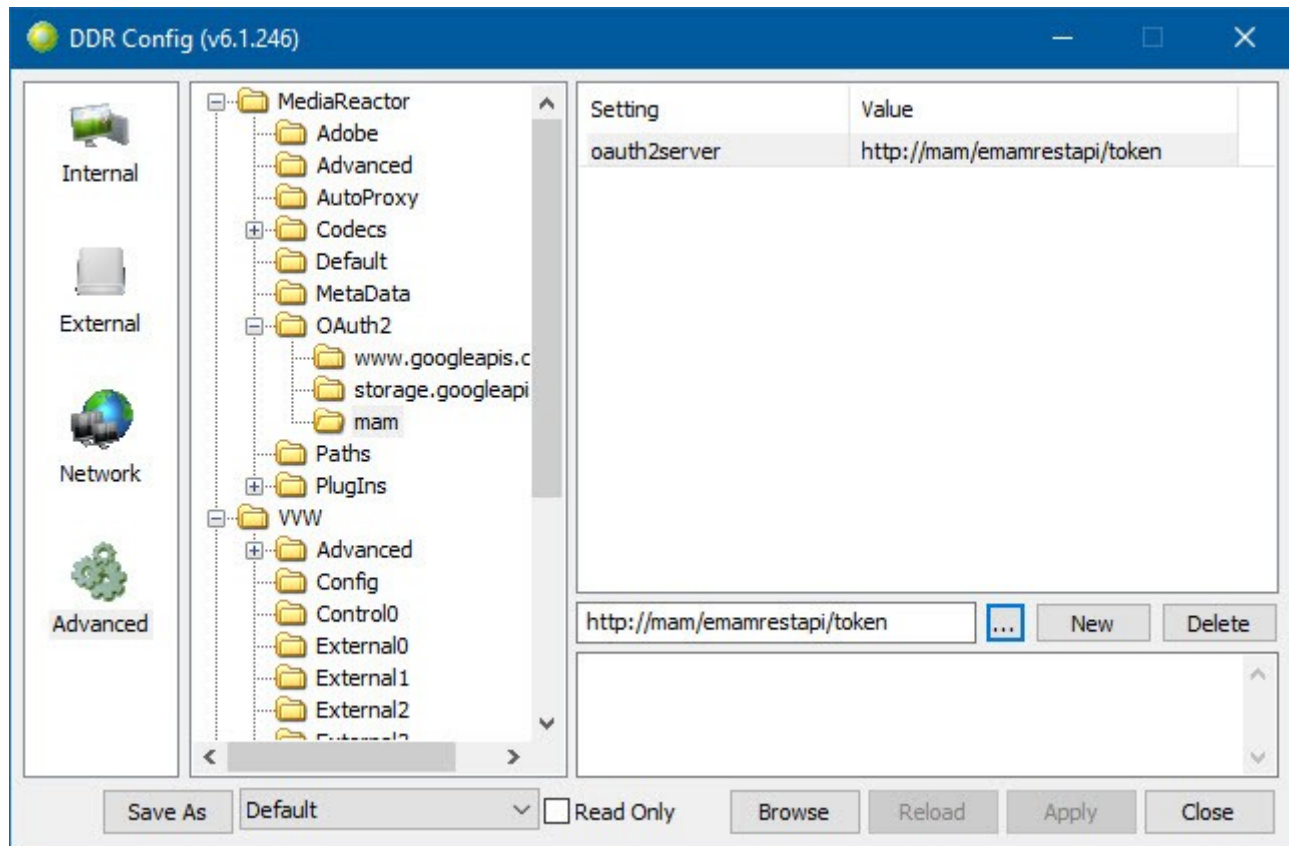 DDR Config (v6.1.246)
Internal
External
Network
Advanced
MediaReactor
Adobe
Advanced
AutoProxy
Codecs
Default
MetaData
OAuth2
www.googleapis.c
storage.googleapi
mam
Paths
PlugIns
VVW
Advanced
Config
Control0
External0
External1
External2
Setting Value
oauth2server http://mam/emamrestapi/token
http://mam/emamrestapi/token ... New Delete
Save As Default Read Only Browse Reload Apply Close